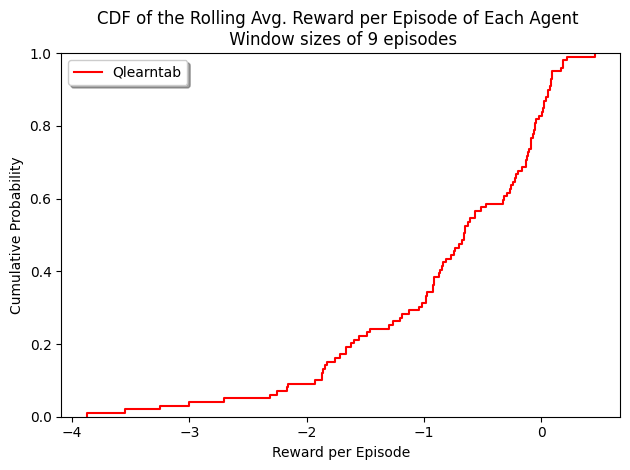 CDF of the Rolling Avg. Reward per Episode of Each Agent
Window sizes of 9 episodes
Qlearntab
1.0
0.8
0.6
0.4
0.2
0.0
Cumulative Probability
−4
−3
−2
−1
0
Reward per Episode